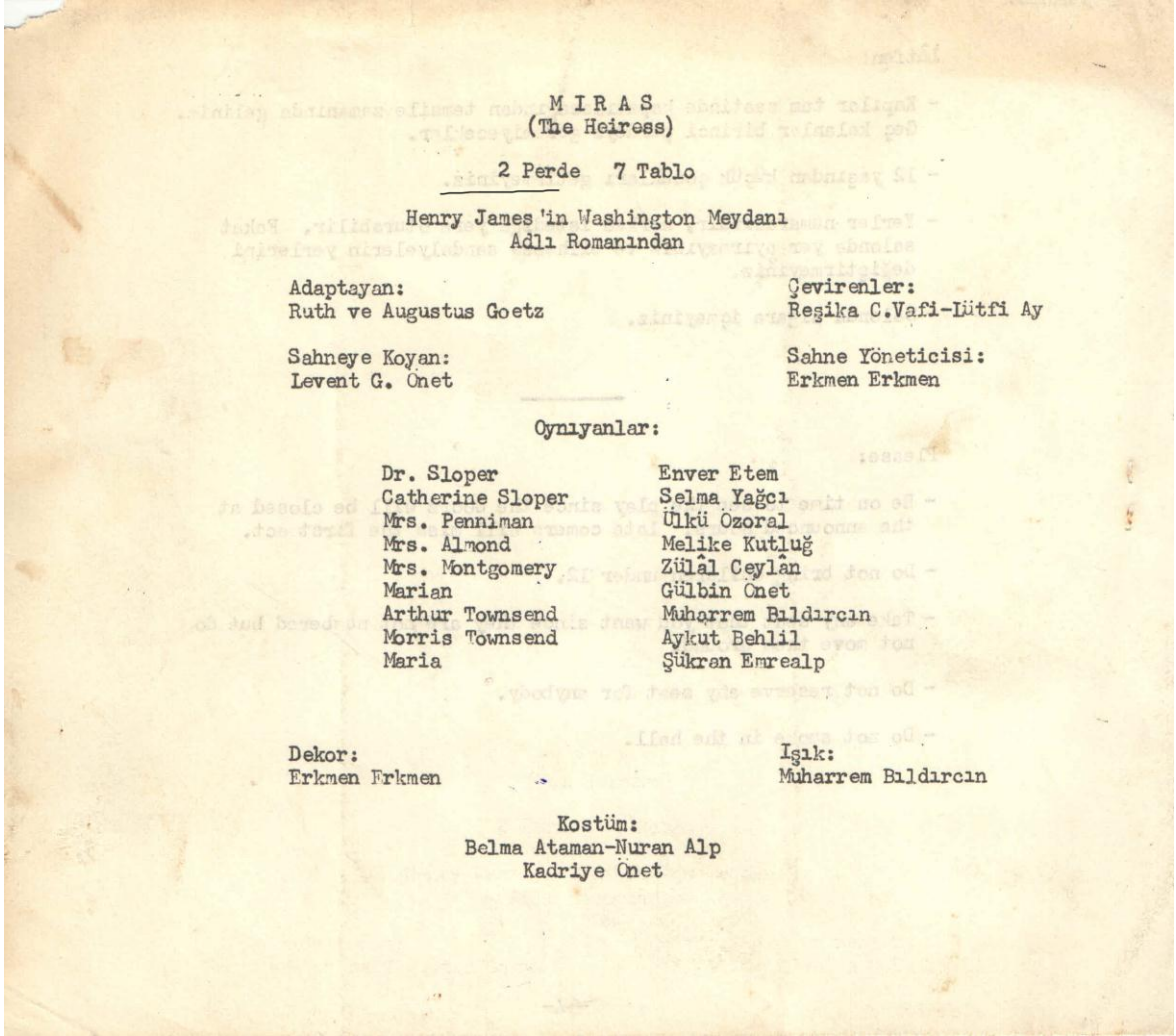 M I R A S
(The Heiress)
2 Perde 7 Tablo
Henry James 'in Washington Meydanı
Adlı Romanından
Adaptayan:
Ruth ve Augustus Goetz
Çevirenler:
Reşika C.Vafi-Lütfi Ay
Sahneye Koyan:
Levent G. Önet
Sahne Yöneticisi:
Erkmen Erkmen
Oynıyanlar:
Dr. Sloper Enver Etem
Catherine Sloper Selma Yağcı
Mrs. Penniman Ülkü Özoral
Mrs. Almond Melike Kutluğ
Mrs. Montgomery Zülâl Ceylân
Marian Gülbin Önet
Arthur Townsend Muharrem Bıldırcın
Morris Townsend Aykut Behlil
Maria Şükran Emrealp
Dekor:
Erkmen Erkmen
Işık:
Muharrem Bıldırcın
Kostüm:
Belma Ataman-Nuran Alp
Kadriye Önet